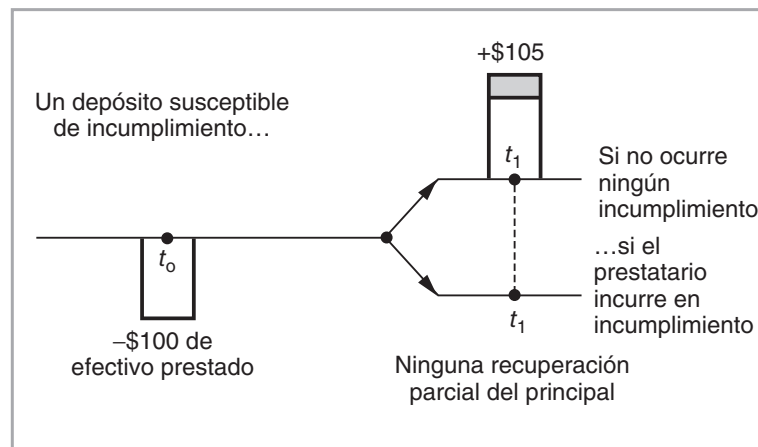 +$105
Un depósito susceptible
de incumplimiento…
t1
Si no ocurre
ningún
incumplimiento
to
…si el
prestatario
incurre en
incumplimiento
t1
–$100 de
efectivo prestado
Ninguna recuperación
parcial del principal